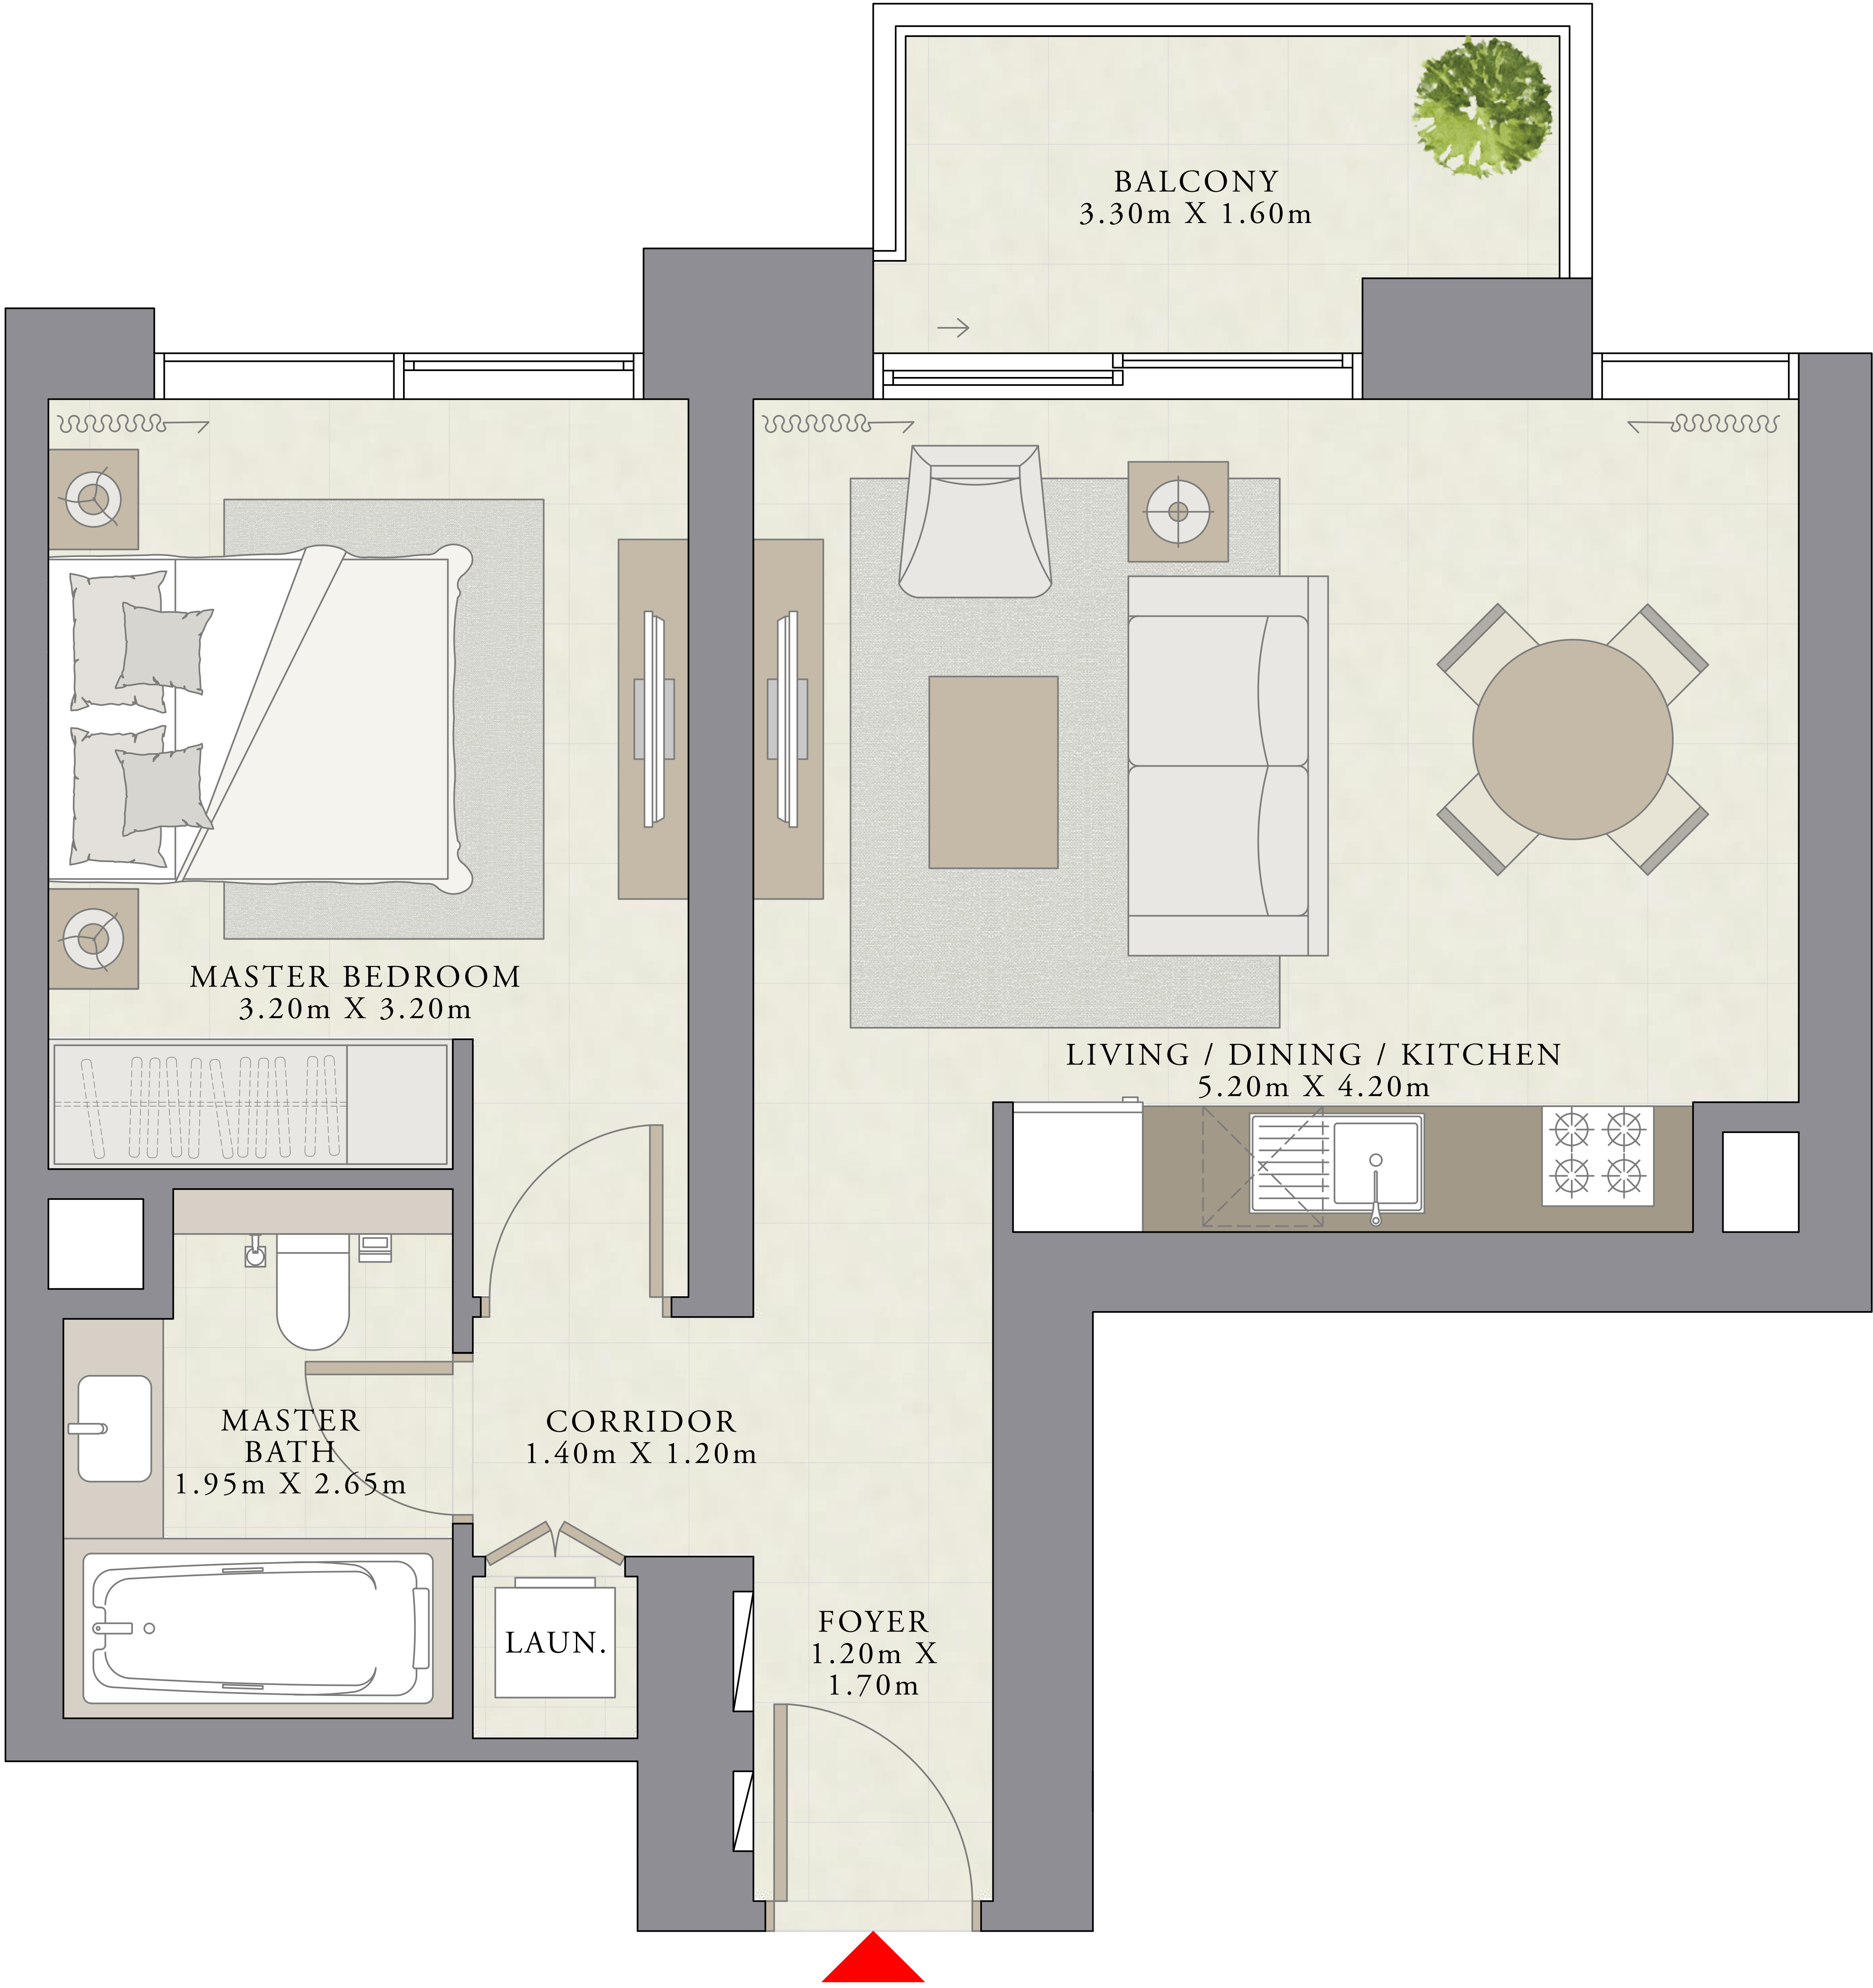 BALCONY
3.30m X 1.60m
MASTER BEDROOM
3.20m X 3.20m
LIVING / DINING / KITCHEN
5.20m X 4.20m
MASTER
BATH
1.95m X 2.65m
CORRIDOR
1.40m X 1.20m
LAUN.
FOYER
1.20m X
1.70m